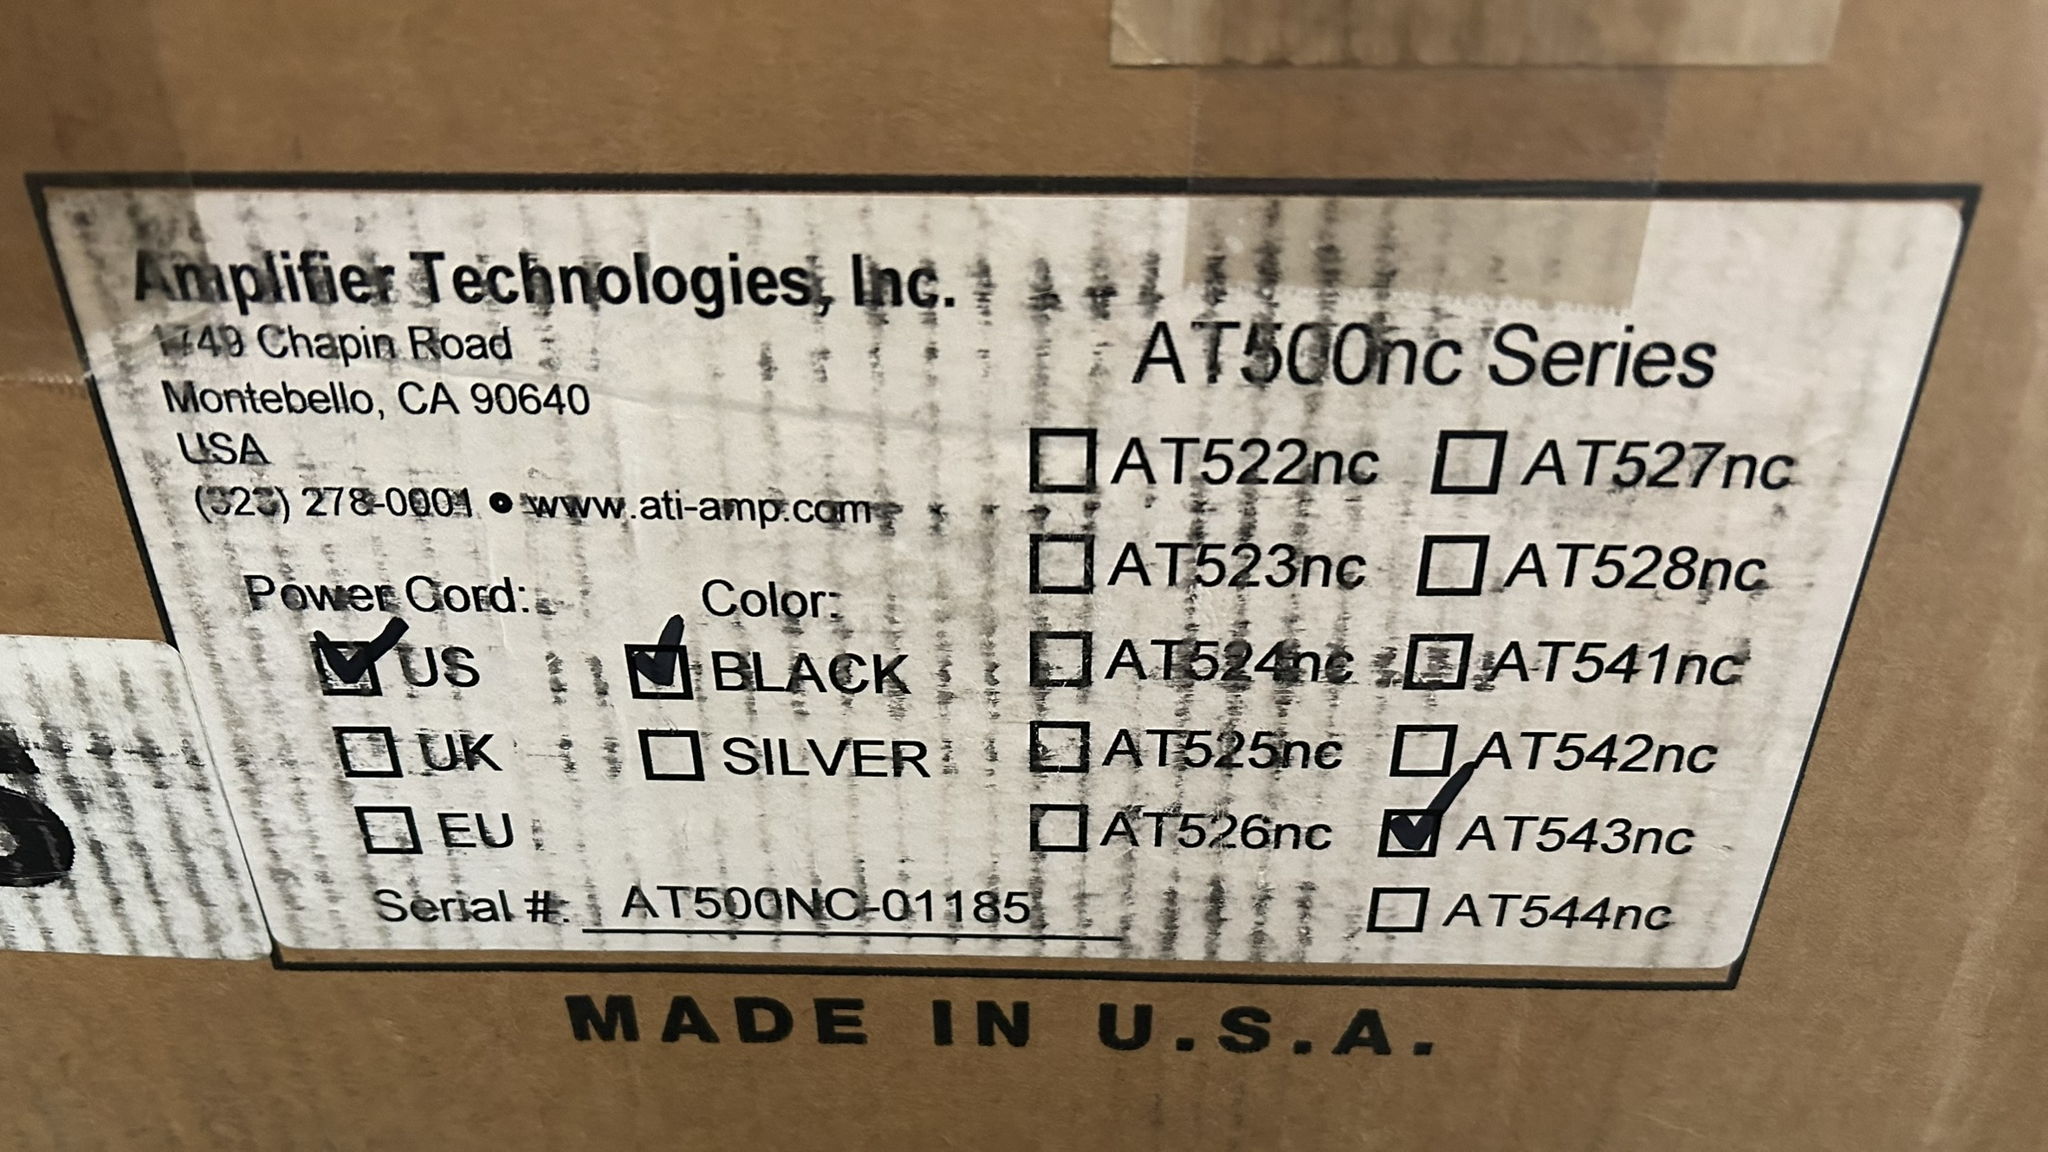 Amplifier Technologies, Inc.
1749 Chapin Road
Montebello, CA 90640
USA
(323) 278-0001 • www.ati-amp.com
Power Cord:
US
UK
EU
Color:
BLACK
SILVER
Serial #: AT500NC-01185
AT500nc Series
AT522nc
AT523nc
AT524nc
AT525nc
AT526nc
AT527nc
AT528nc
AT541nc
AT542nc
AT543nc
AT544nc
MADE IN U.S.A.